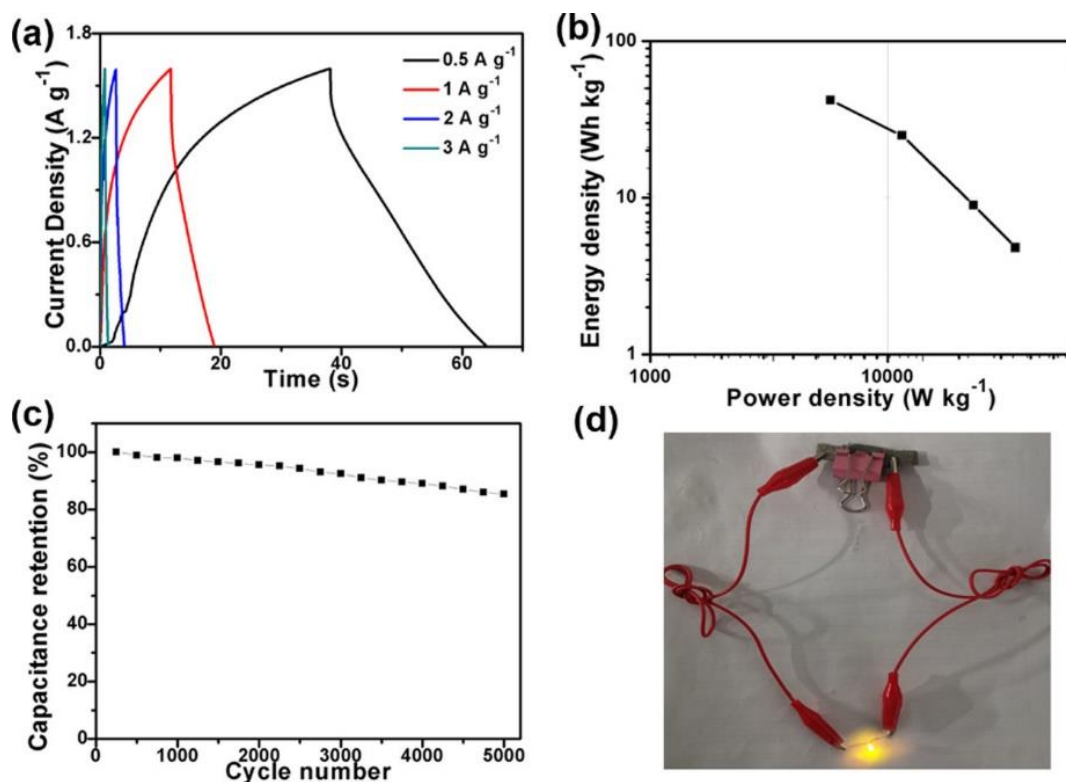 (a)
Current Density (A g⁻¹)
1.8
1.2
0.6
0.0
0.5 A g⁻¹
1 A g⁻¹
2 A g⁻¹
3 A g⁻¹
0 20 40 60
Time (s)
(b)
Energy density (Wh kg⁻¹)
100
10
1
1000 10000
Power density (W kg⁻¹)
(c)
Capacitance retention (%)
100
80
60
40
20
0
0 1000 2000 3000 4000 5000
Cycle number
(d)